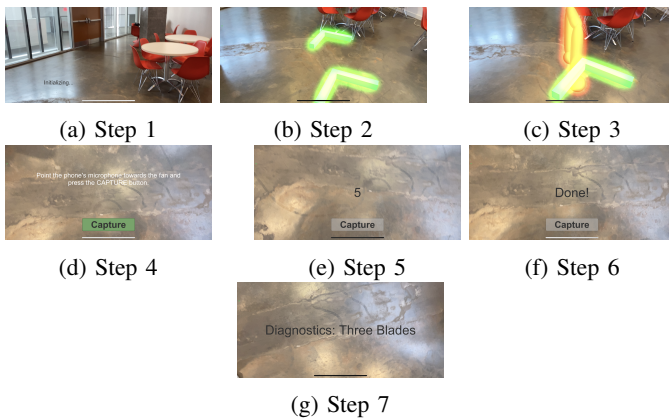 Initializing
(a) Step 1
(b) Step 2
(c) Step 3
Point the phone's microphone towards the fan and
press the CAPTURE button.
Capture
(d) Step 4
5
Capture
(e) Step 5
Done!
Capture
(f) Step 6
Diagnostics: Three Blades
(g) Step 7